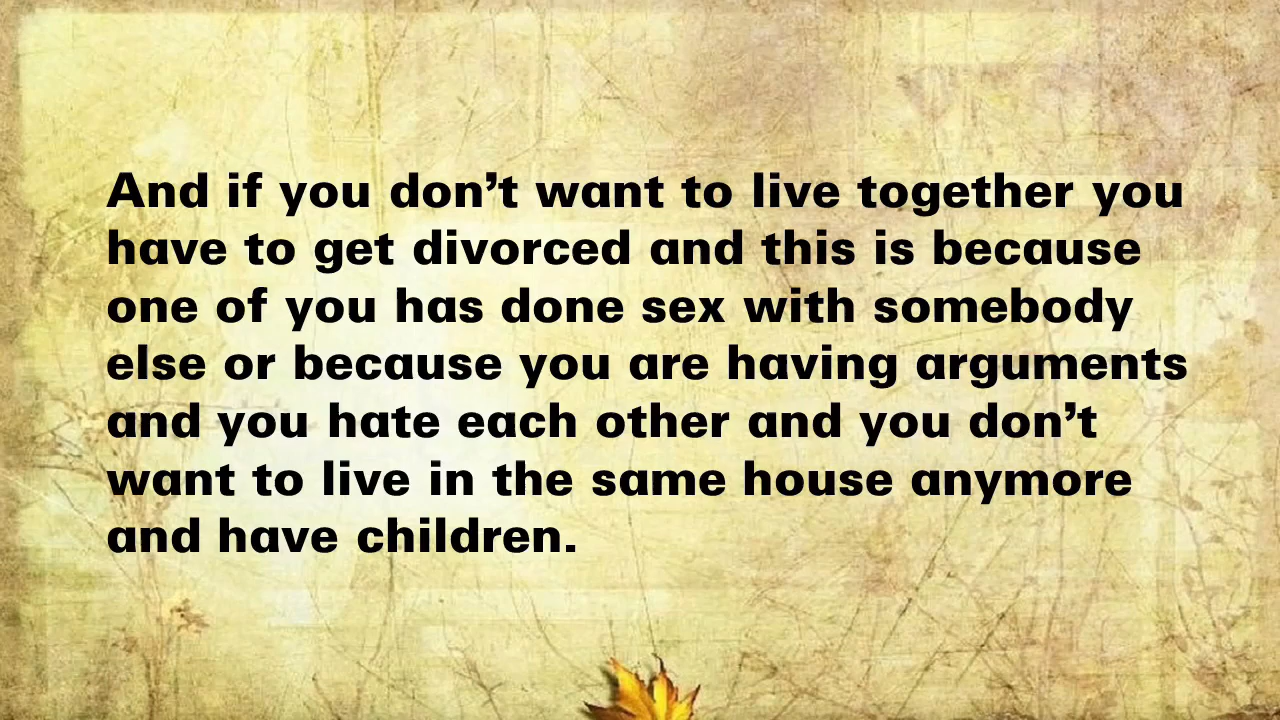 And if you don’t want to live together you
have to get divorced and this is because
one of you has done sex with somebody
else or because you are having arguments
and you hate each other and you don’t
want to live in the same house anymore
and have children.